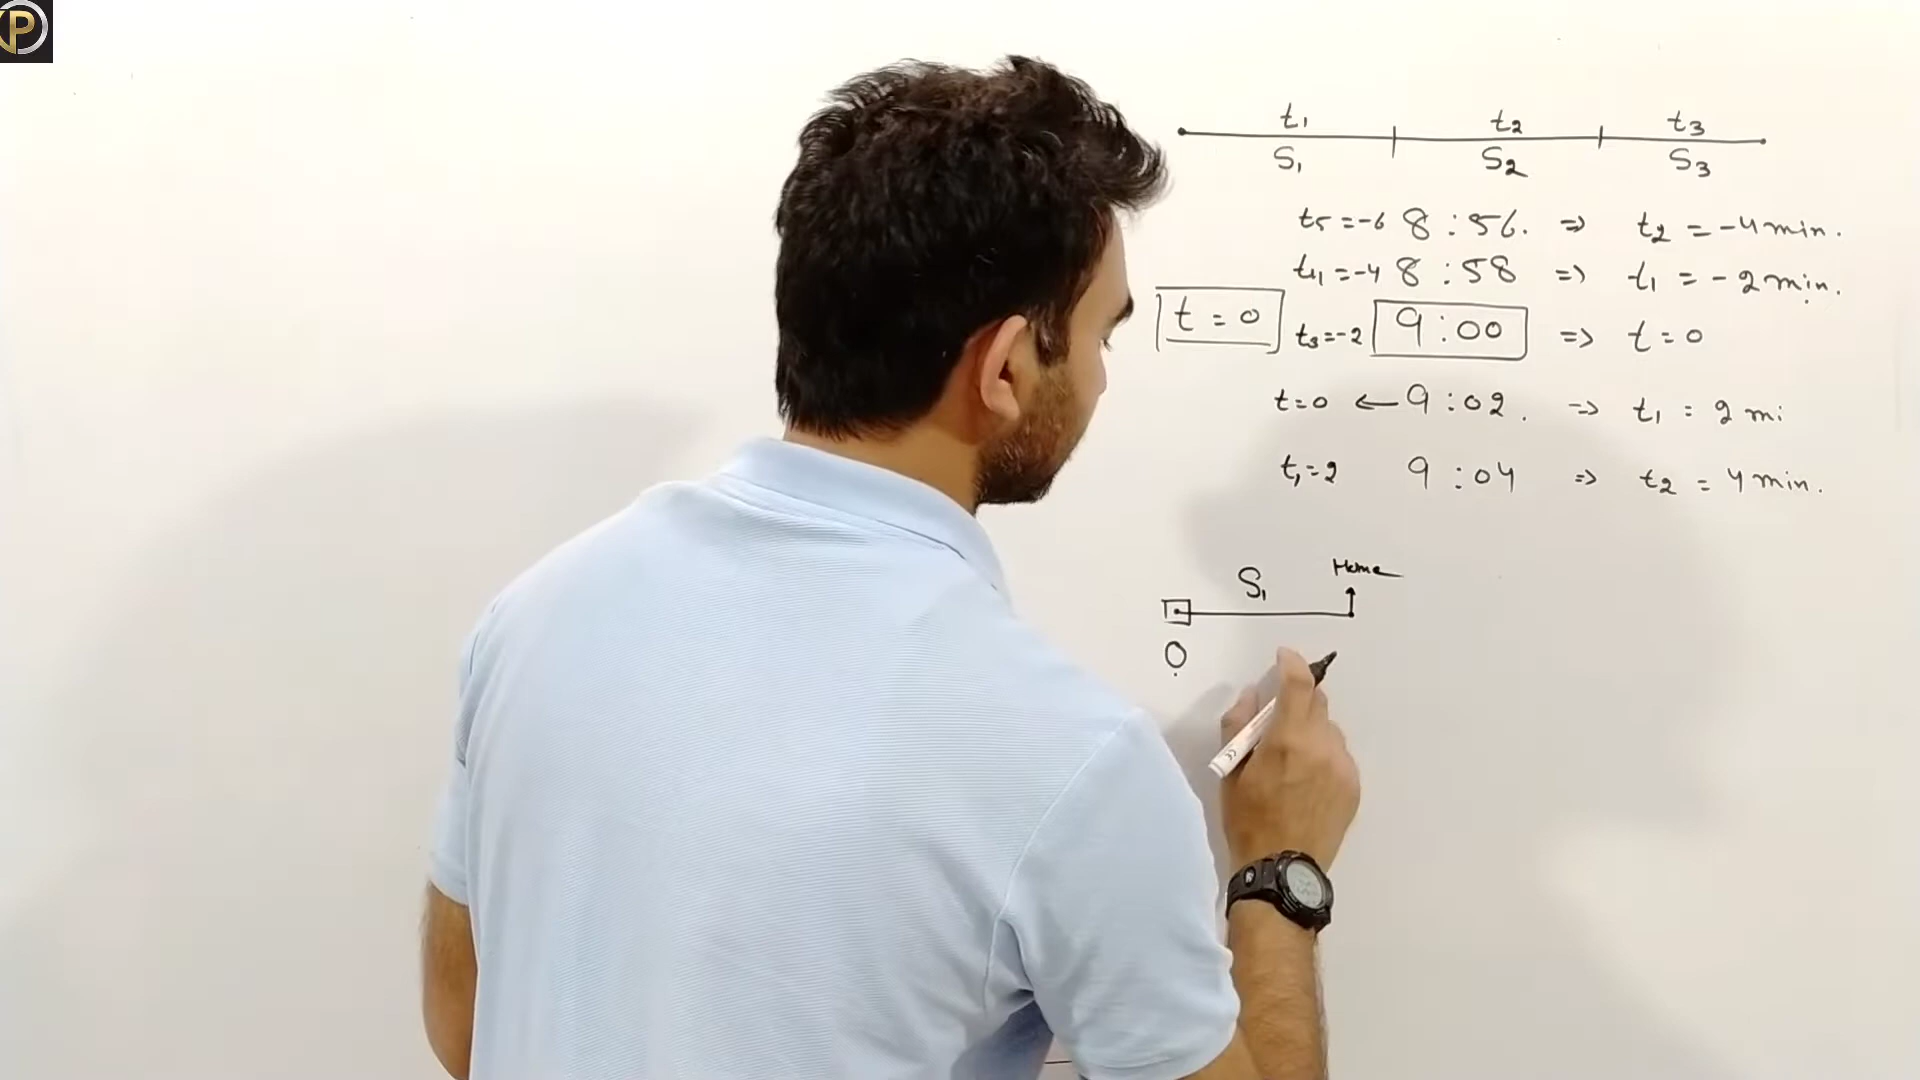 P
t₁ t₂ t₃
S₁ S₂ S₃
t₅ = -6 8 : 56. => t₂ = -4 min.
t₄ = -4 8 : 58 => t₁ = - 2 min.
t = 0 t₃ = -2 9 : 00 => t = 0
t = 0 ← 9 : 02. => t₁ = 2 mi
t₁ = 2 9 : 04 => t₂ = 4 min.
S₁ Home
O